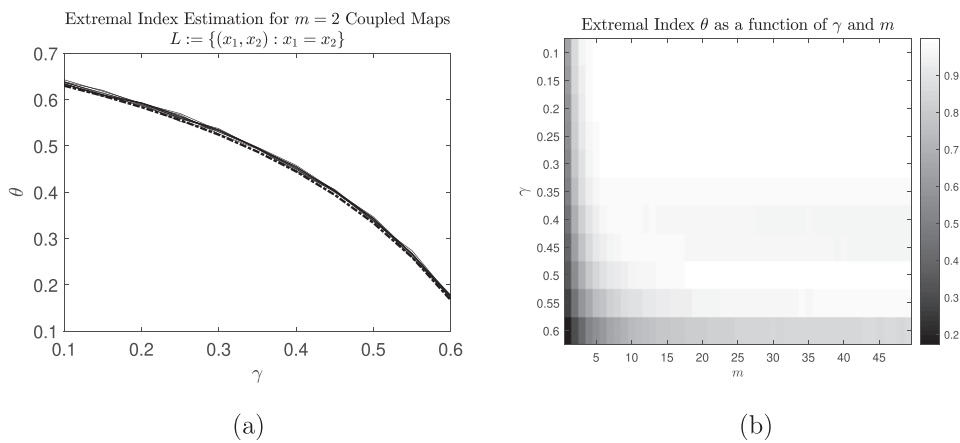 Extremal Index Estimation for m = 2 Coupled Maps
L := {(x₁, x₂) : x₁ = x₂}
0.7
0.6
0.5
0.4
0.3
0.2
0.1
θ
0.1 0.2 0.3 0.4 0.5 0.6
γ
(a)
Extremal Index θ as a function of γ and m
0.1
0.15
0.2
0.25
0.3
0.35
0.4
0.45
0.5
0.55
0.6
γ
5 10 15 20 25 30 35 40 45
m
0.9
0.8
0.7
0.6
0.5
0.4
0.3
0.2
(b)